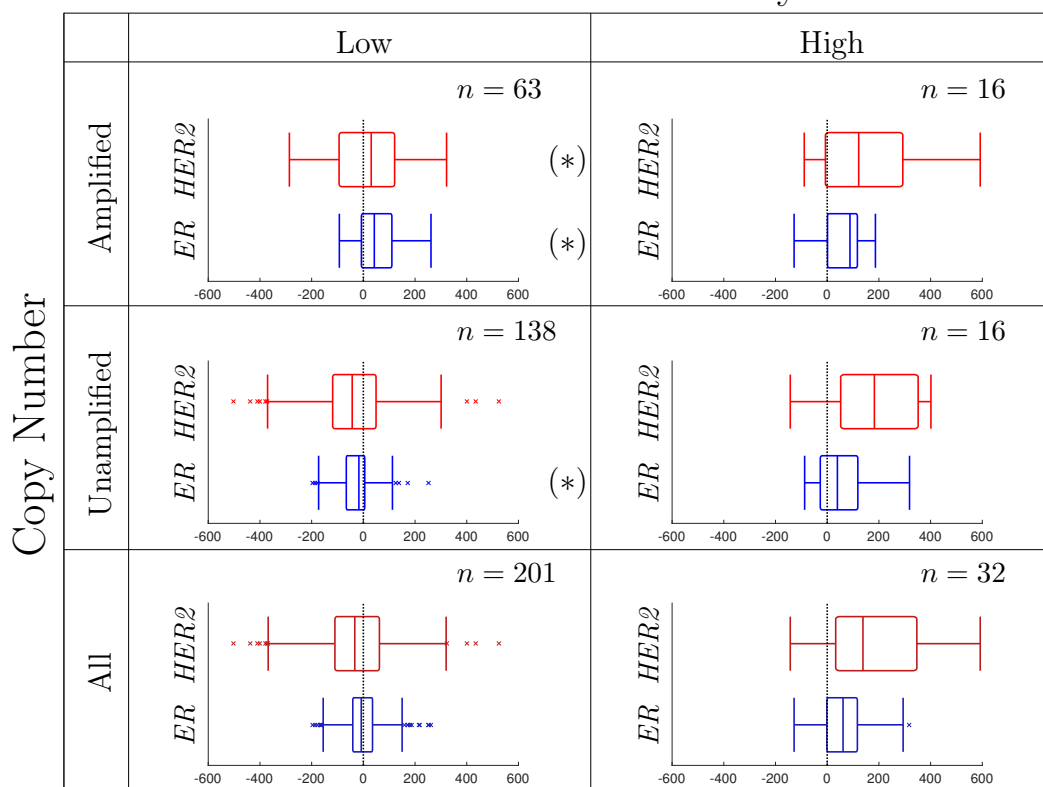 Low High
Copy Number
Amplified
n = 63
HER2 (*)
ER (*)
-600 -400 -200 0 200 400 600
n = 16
HER2
ER
-600 -400 -200 0 200 400 600
Unamplified
n = 138
HER2
ER (*)
-600 -400 -200 0 200 400 600
n = 16
HER2
ER
-600 -400 -200 0 200 400 600
All
n = 201
HER2
ER
-600 -400 -200 0 200 400 600
n = 32
HER2
ER
-600 -400 -200 0 200 400 600